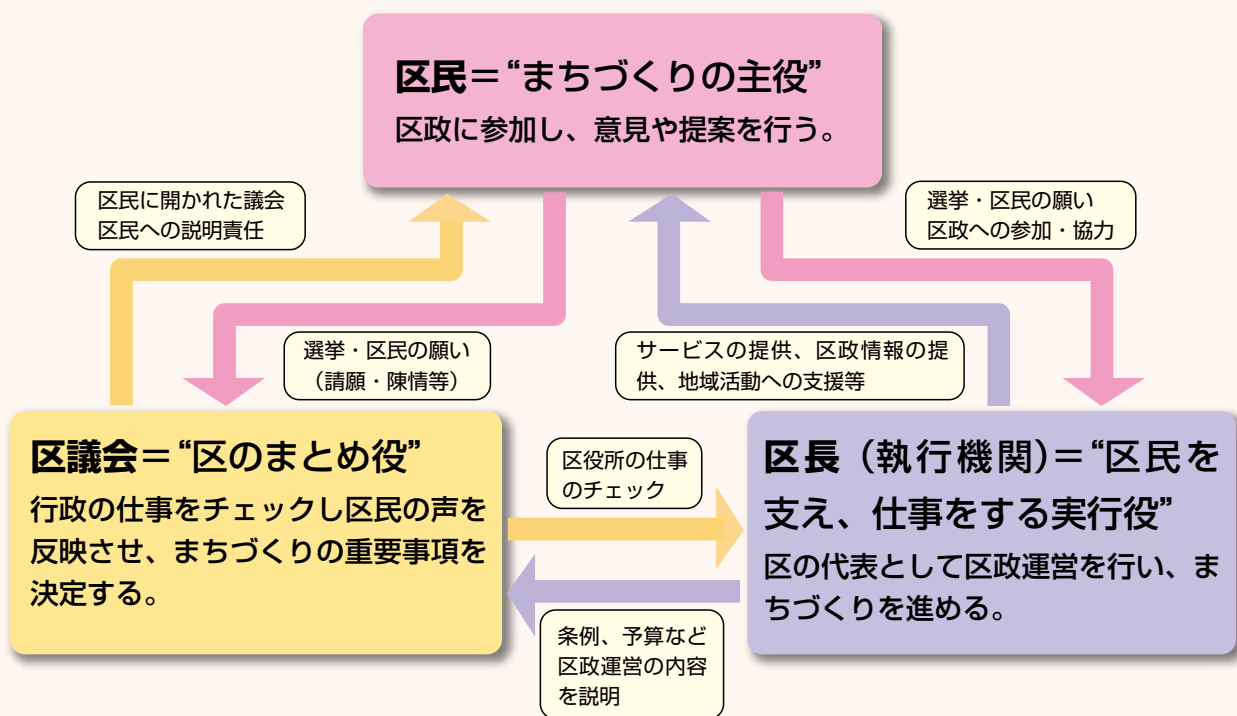 区民＝“まちづくりの主役”
区政に参加し、意見や提案を行う。
区民に開かれた議会
区民への説明責任
選挙・区民の願い
区政への参加・協力
選挙・区民の願い
（請願・陳情等）
サービスの提供、区政情報の提
供、地域活動への支援等
区議会＝“区のまとめ役”
行政の仕事をチェックし区民の声を
反映させ、まちづくりの重要事項を
決定する。
区役所の仕事
のチェック
条例、予算など
区政運営の内容
を説明
区長（執行機関）＝“区民を
支え、仕事をする実行役”
区の代表として区政運営を行い、ま
ちづくりを進める。